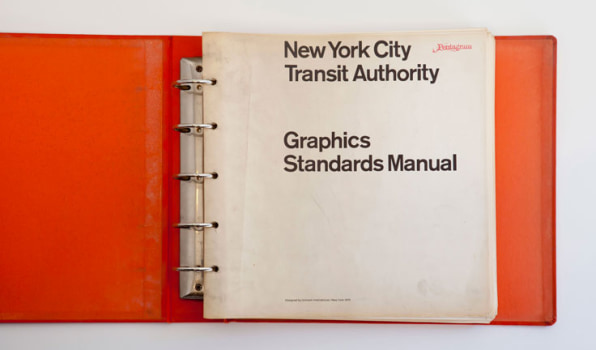 New York City
Transit Authority
Pentagram
Graphics
Standards Manual